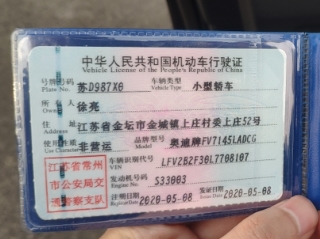 中华人民共和国机动车行驶证
Vehicle License of the People's Republic of China
号牌号码 苏D987X6 车辆类型 小型轿车
Plate No. Vehicle Type
所有人 徐亮
住址 江苏省金坛市金城镇上庄村委上庄52号
Address
使用性质 非营运 品牌型号 奥迪牌FV7145LADCG
Use Character
江苏省常州
市公安局交
通警察支队
车辆识别代号 LFV2B2F30L7708107
VIN
发动机号码 S33003
Engine No.
注册日期 2020-05-08 发证日期 2020-05-08